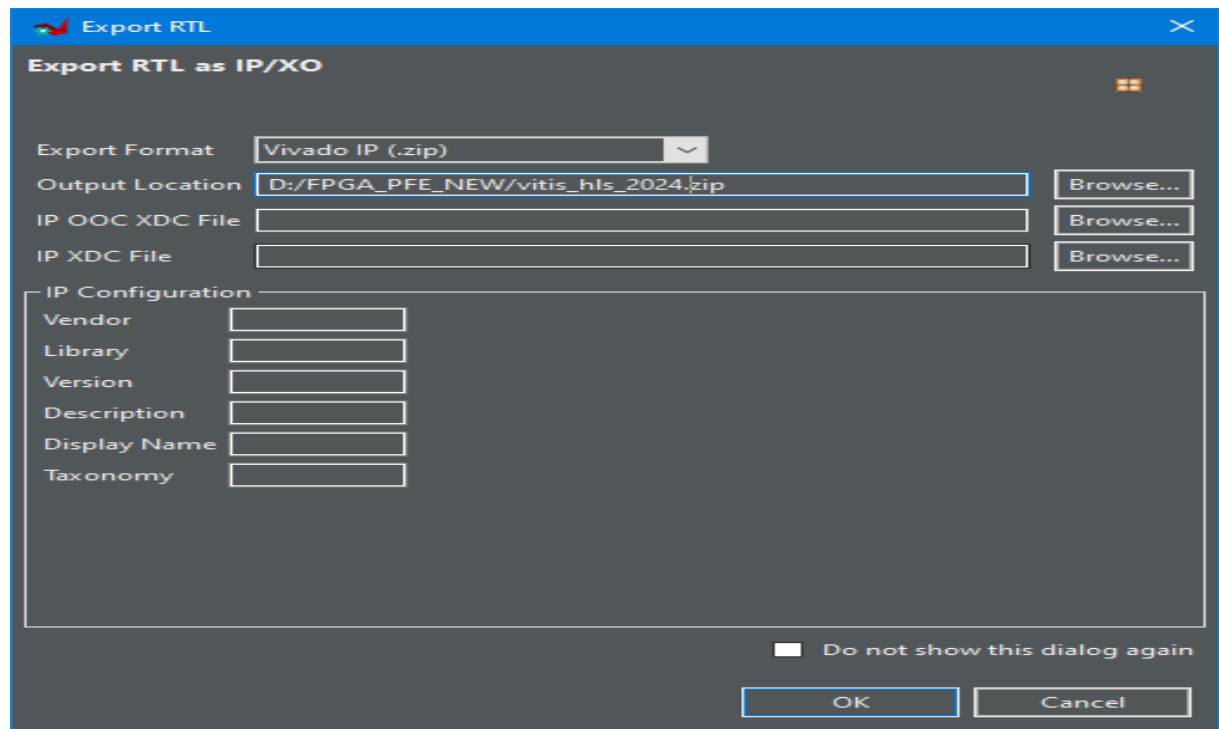 Export RTL
Export RTL as IP/XO
Export Format Vivado IP (.zip)
Output Location D:/FPGA_PFE_NEW/vitis_hls_2024.zip Browse...
IP OOC XDC File Browse...
IP XDC File Browse...
IP Configuration
Vendor
Library
Version
Description
Display Name
Taxonomy
Do not show this dialog again
OK Cancel